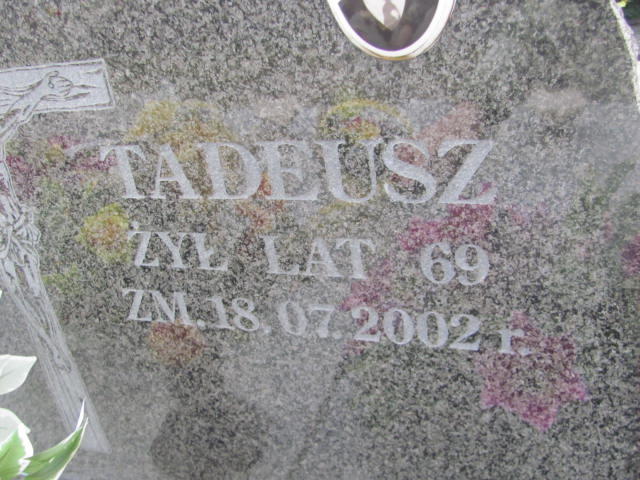 TADEUSZ
ŻYŁ LAT 69
ZM. 18. 07. 2002 r.